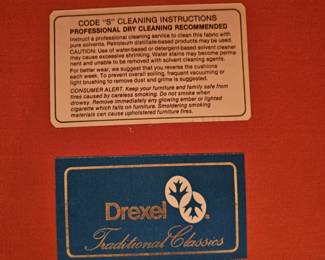 CODE "S" CLEANING INSTRUCTIONS
PROFESSIONAL DRY CLEANING RECOMMENDED
Instruct a professional cleaning service to clean this fabric with
pure solvents. Petroleum distillate-based products may be used.
CAUTION: Use of water-based or detergent-based solvent cleaner
may cause excessive shrinking. Water stains may become perma
nent and unable to be removed with solvent cleaning agents.
For better wear, we suggest that you reverse the cushions
each week. To prevent overall soiling, frequent vacuuming or
light brushing to remove dust and grime is suggested.
CONSUMER ALERT. Keep your furniture and family safe from
fires caused by careless smoking. Do not smoke when
drowsy. Remove immediately any glowing ember or lighted
cigarette which falls on furniture. Smoldering smoking
materials can cause upholstered furniture fires.
Drexel ®
Traditional Classics